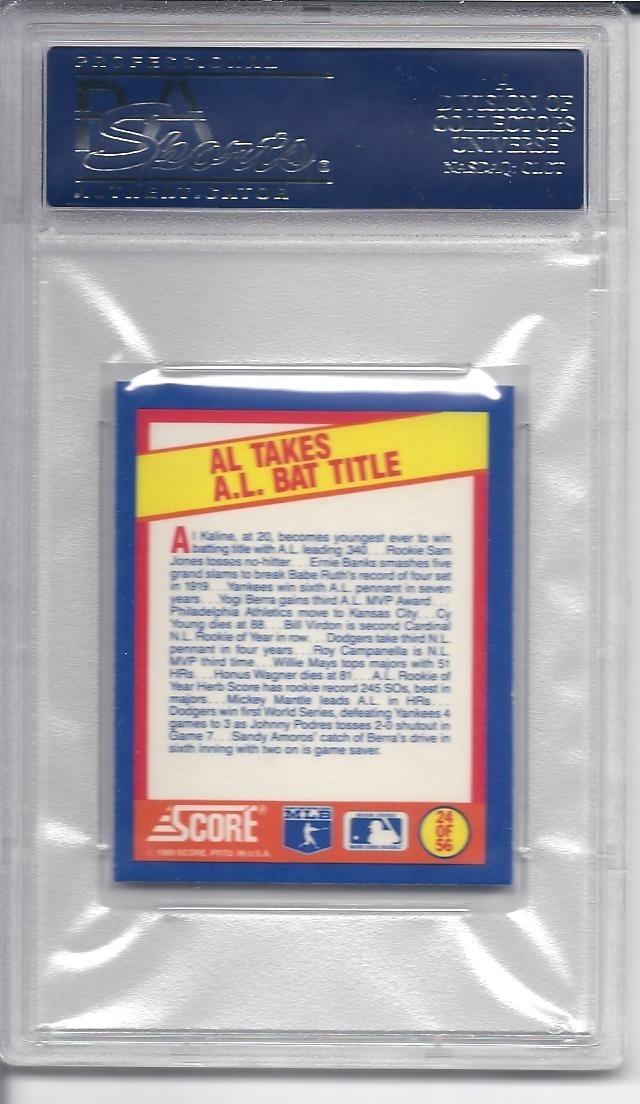 PROFESSIONAL
PSA
Sports®
AUTHENTICATOR
A
DIVISION OF
COLLECTORS
UNIVERSE
NASDAQ: CLCT
AL TAKES
A.L. BAT TITLE
Al Kaline, at 20, becomes youngest ever to win
batting title with A.L. leading .340. . .Rookie Sam
Jones tosses no-hitter. . .Ernie Banks smashes five
grand slams to break Babe Ruth's record of four set
in 1919. . .Yankees win sixth A.L. pennant in seven
years. . .Yogi Berra gains third A.L. MVP Award. . .
Philadelphia Athletics move to Kansas City. . .Cy
Young dies at 88. . .Bill Virdon is second Cardinal
N.L. Rookie of Year in row. . .Dodgers take third N.L.
pennant in four years. . .Roy Campanella is N.L.
MVP third time. . .Willie Mays tops majors with 51
HRs. . .Honus Wagner dies at 81. . .A.L. Rookie of
Year Herb Score has rookie record 245 SOs, best in
majors. . .Mickey Mantle leads A.L. in HRs. . .
Dodgers win first World Series, defeating Yankees 4
games to 3 as Johnny Podres tosses 2-0 shutout in
Game 7. . .Sandy Amoros' catch of Berra's drive in
sixth inning with two on is game saver.
SCORE®
© 1989 SCORE, PRTD. IN U.S.A.
MLB
24
OF
56